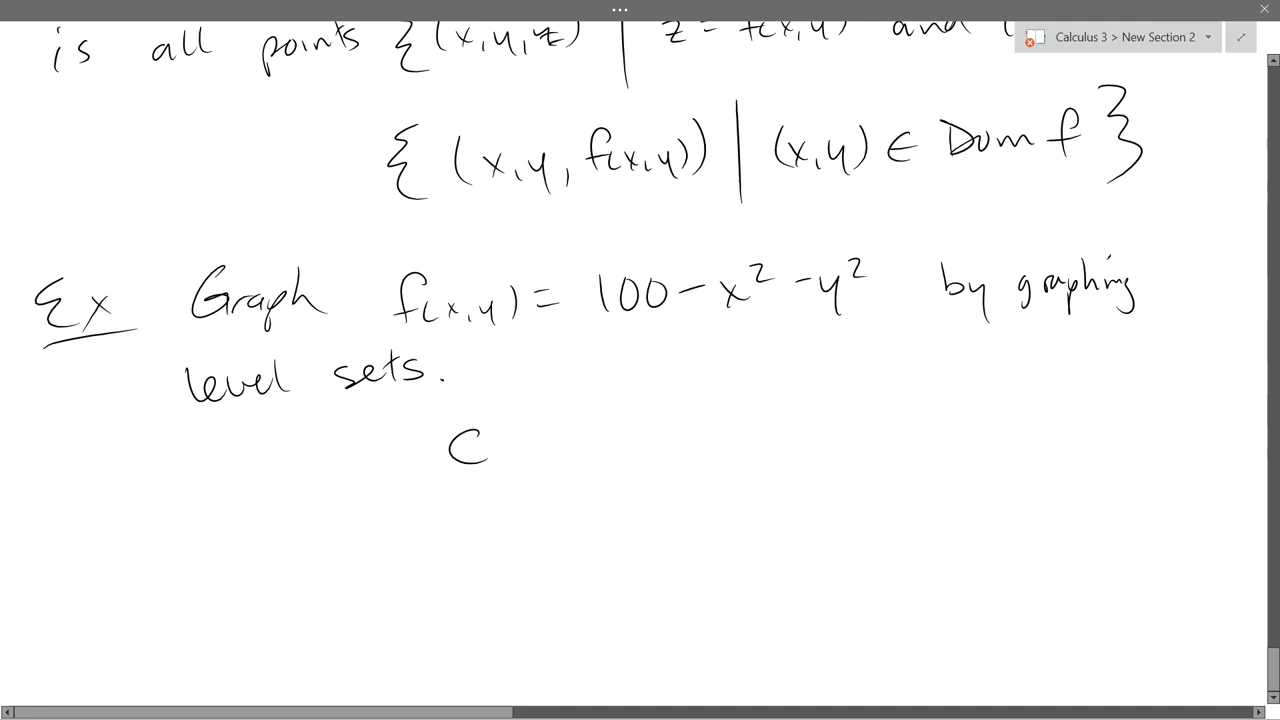 Calculus 3 > New Section 2
is all points {(x,y,z) | z = f(x,y) and (
{(x,y, f(x,y)) | (x,y) ∈ Dom f}
Ex Graph f(x,y) = 100 - x² - y² by graphing
level sets.
C